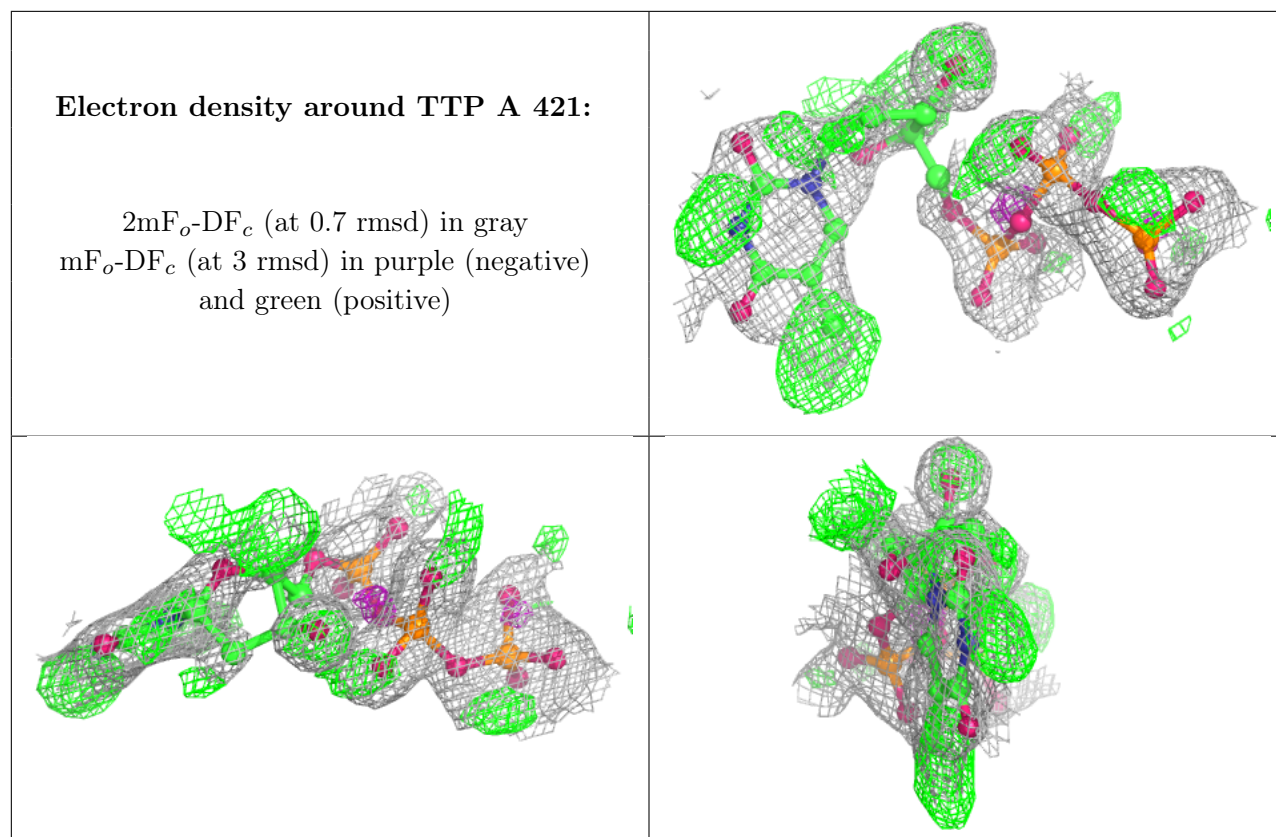 Electron density around TTP A 421:
2mFₒ-DF𝒸 (at 0.7 rmsd) in gray
mFₒ-DF𝒸 (at 3 rmsd) in purple (negative)
and green (positive)